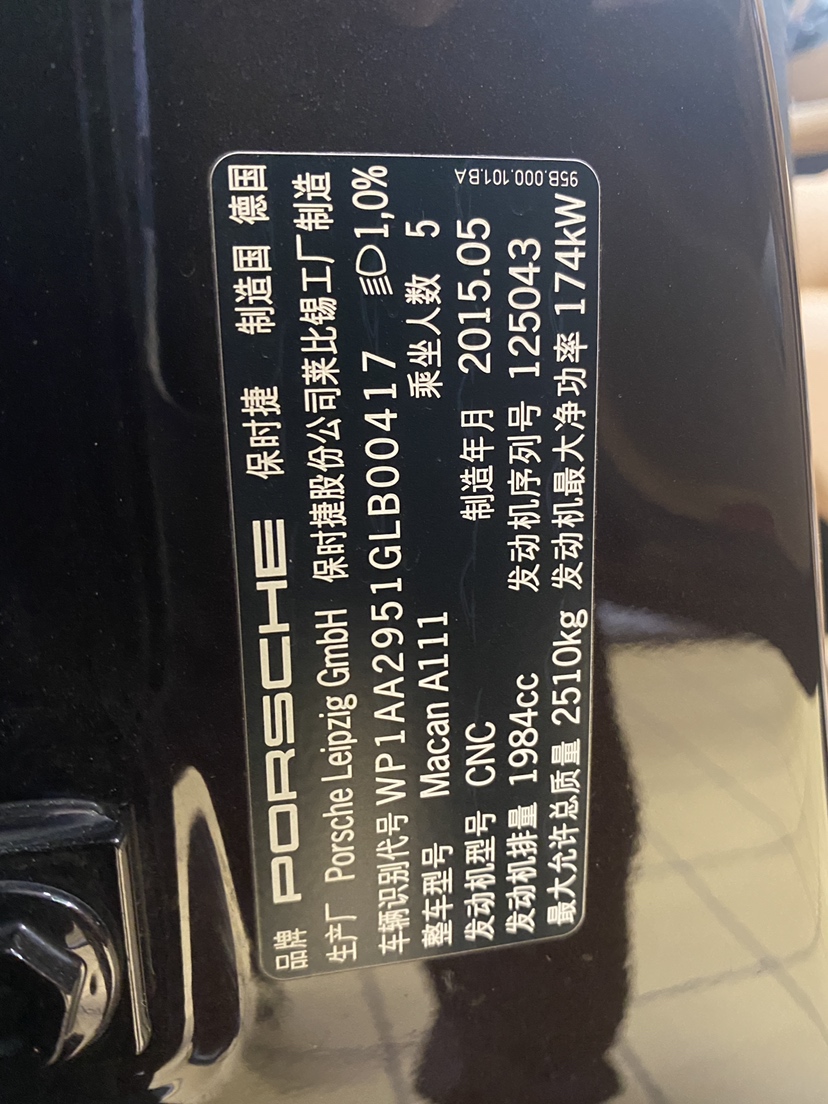 品牌 PORSCHE 保时捷 制造国 德国
生产厂 Porsche Leipzig GmbH 保时捷股份公司莱比锡工厂制造
车辆识别代号 WP1AA2951GLB00417 1,0%
整车型号 Macan A111 乘坐人数 5
发动机型号 CNC 制造年月 2015.05
发动机排量 1984cc 发动机序列号 125043
最大允许总质量 2510kg 发动机最大净功率 174kW
95B.000.101.BA